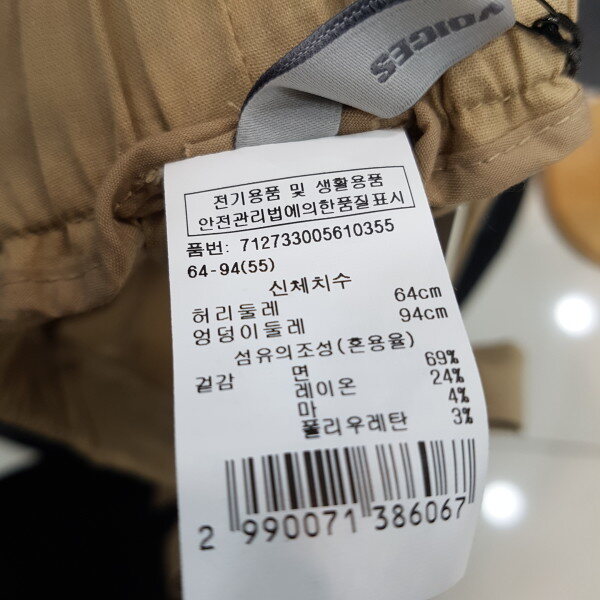 VOICES
전기용품 및 생활용품
안전관리법에의한품질표시
품번: 712733005610355
64-94(55)
신체치수
허리둘레 64cm
엉덩이둘레 94cm
섬유의조성(혼용율)
겉감 면 69%
레이온 24%
마 4%
폴리우레탄 3%
2 990071 386067